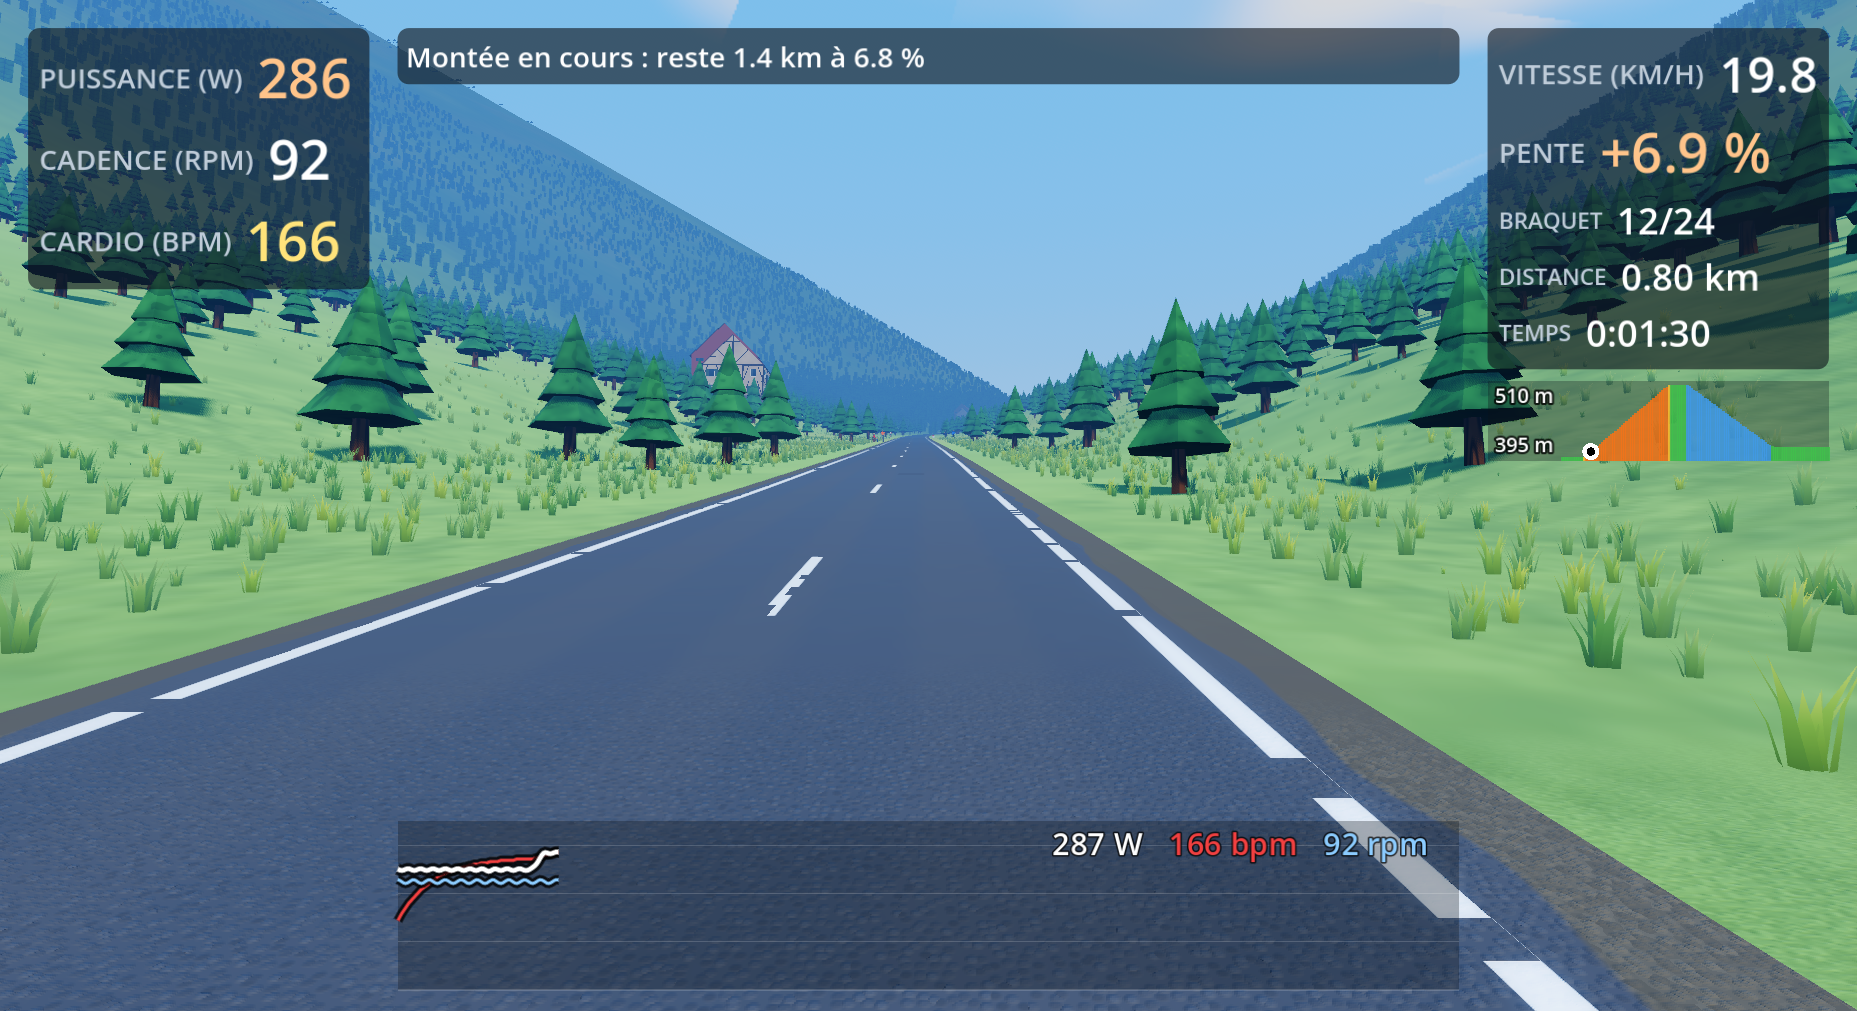 PUISSANCE (W) 286
CADENCE (RPM) 92
CARDIO (BPM) 166
Montée en cours : reste 1.4 km à 6.8 %
VITESSE (KM/H) 19.8
PENTE +6.9 %
BRAQUET 12/24
DISTANCE 0.80 km
TEMPS 0:01:30
510 m
395 m
287 W 166 bpm 92 rpm